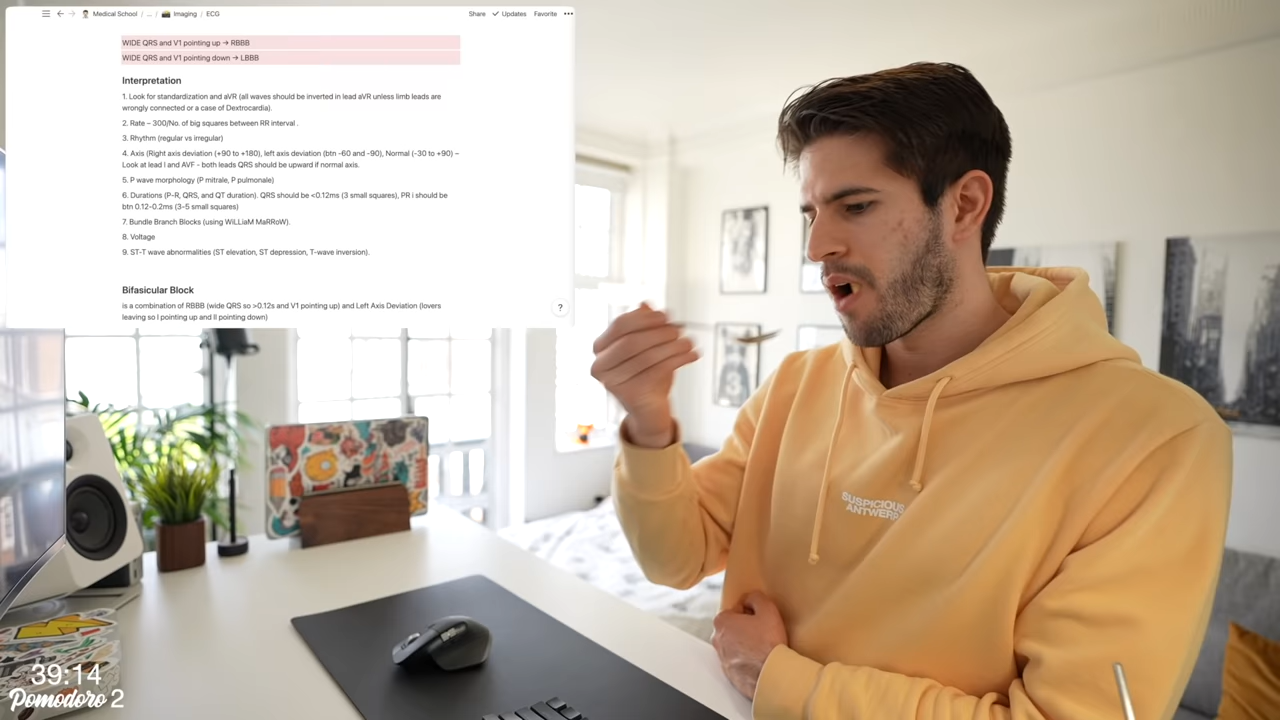 Medical School / ... / Imaging / ECG
Share Updates Favorite
WIDE QRS and V1 pointing up → RBBB
WIDE QRS and V1 pointing down → LBBB
Interpretation
1. Look for standardization and aVR (all waves should be inverted in lead aVR unless limb leads are
wrongly connected or a case of Dextrocardia).
2. Rate – 300/No. of big squares between RR interval .
3. Rhythm (regular vs irregular)
4. Axis (Right axis deviation (+90 to +180), left axis deviation (btn -60 and -90), Normal (-30 to +90) –
Look at lead I and AVF - both leads QRS should be upward if normal axis.
5. P wave morphology (P mitrale, P pulmonale)
6. Durations (P-R, QRS, and QT duration). QRS should be <0.12ms (3 small squares), PR i should be
btn 0.12-0.2ms (3-5 small squares)
7. Bundle Branch Blocks (using WiLLiaM MaRRoW).
8. Voltage
9. ST-T wave abnormalities (ST elevation, ST depression, T-wave inversion).
Bifasicular Block
is a combination of RBBB (wide QRS so >0.12s and V1 pointing up) and Left Axis Deviation (lovers
leaving so I pointing up and II pointing down)
?
SUSPICIOUS
ANTWERP
39:14
Pomodoro 2